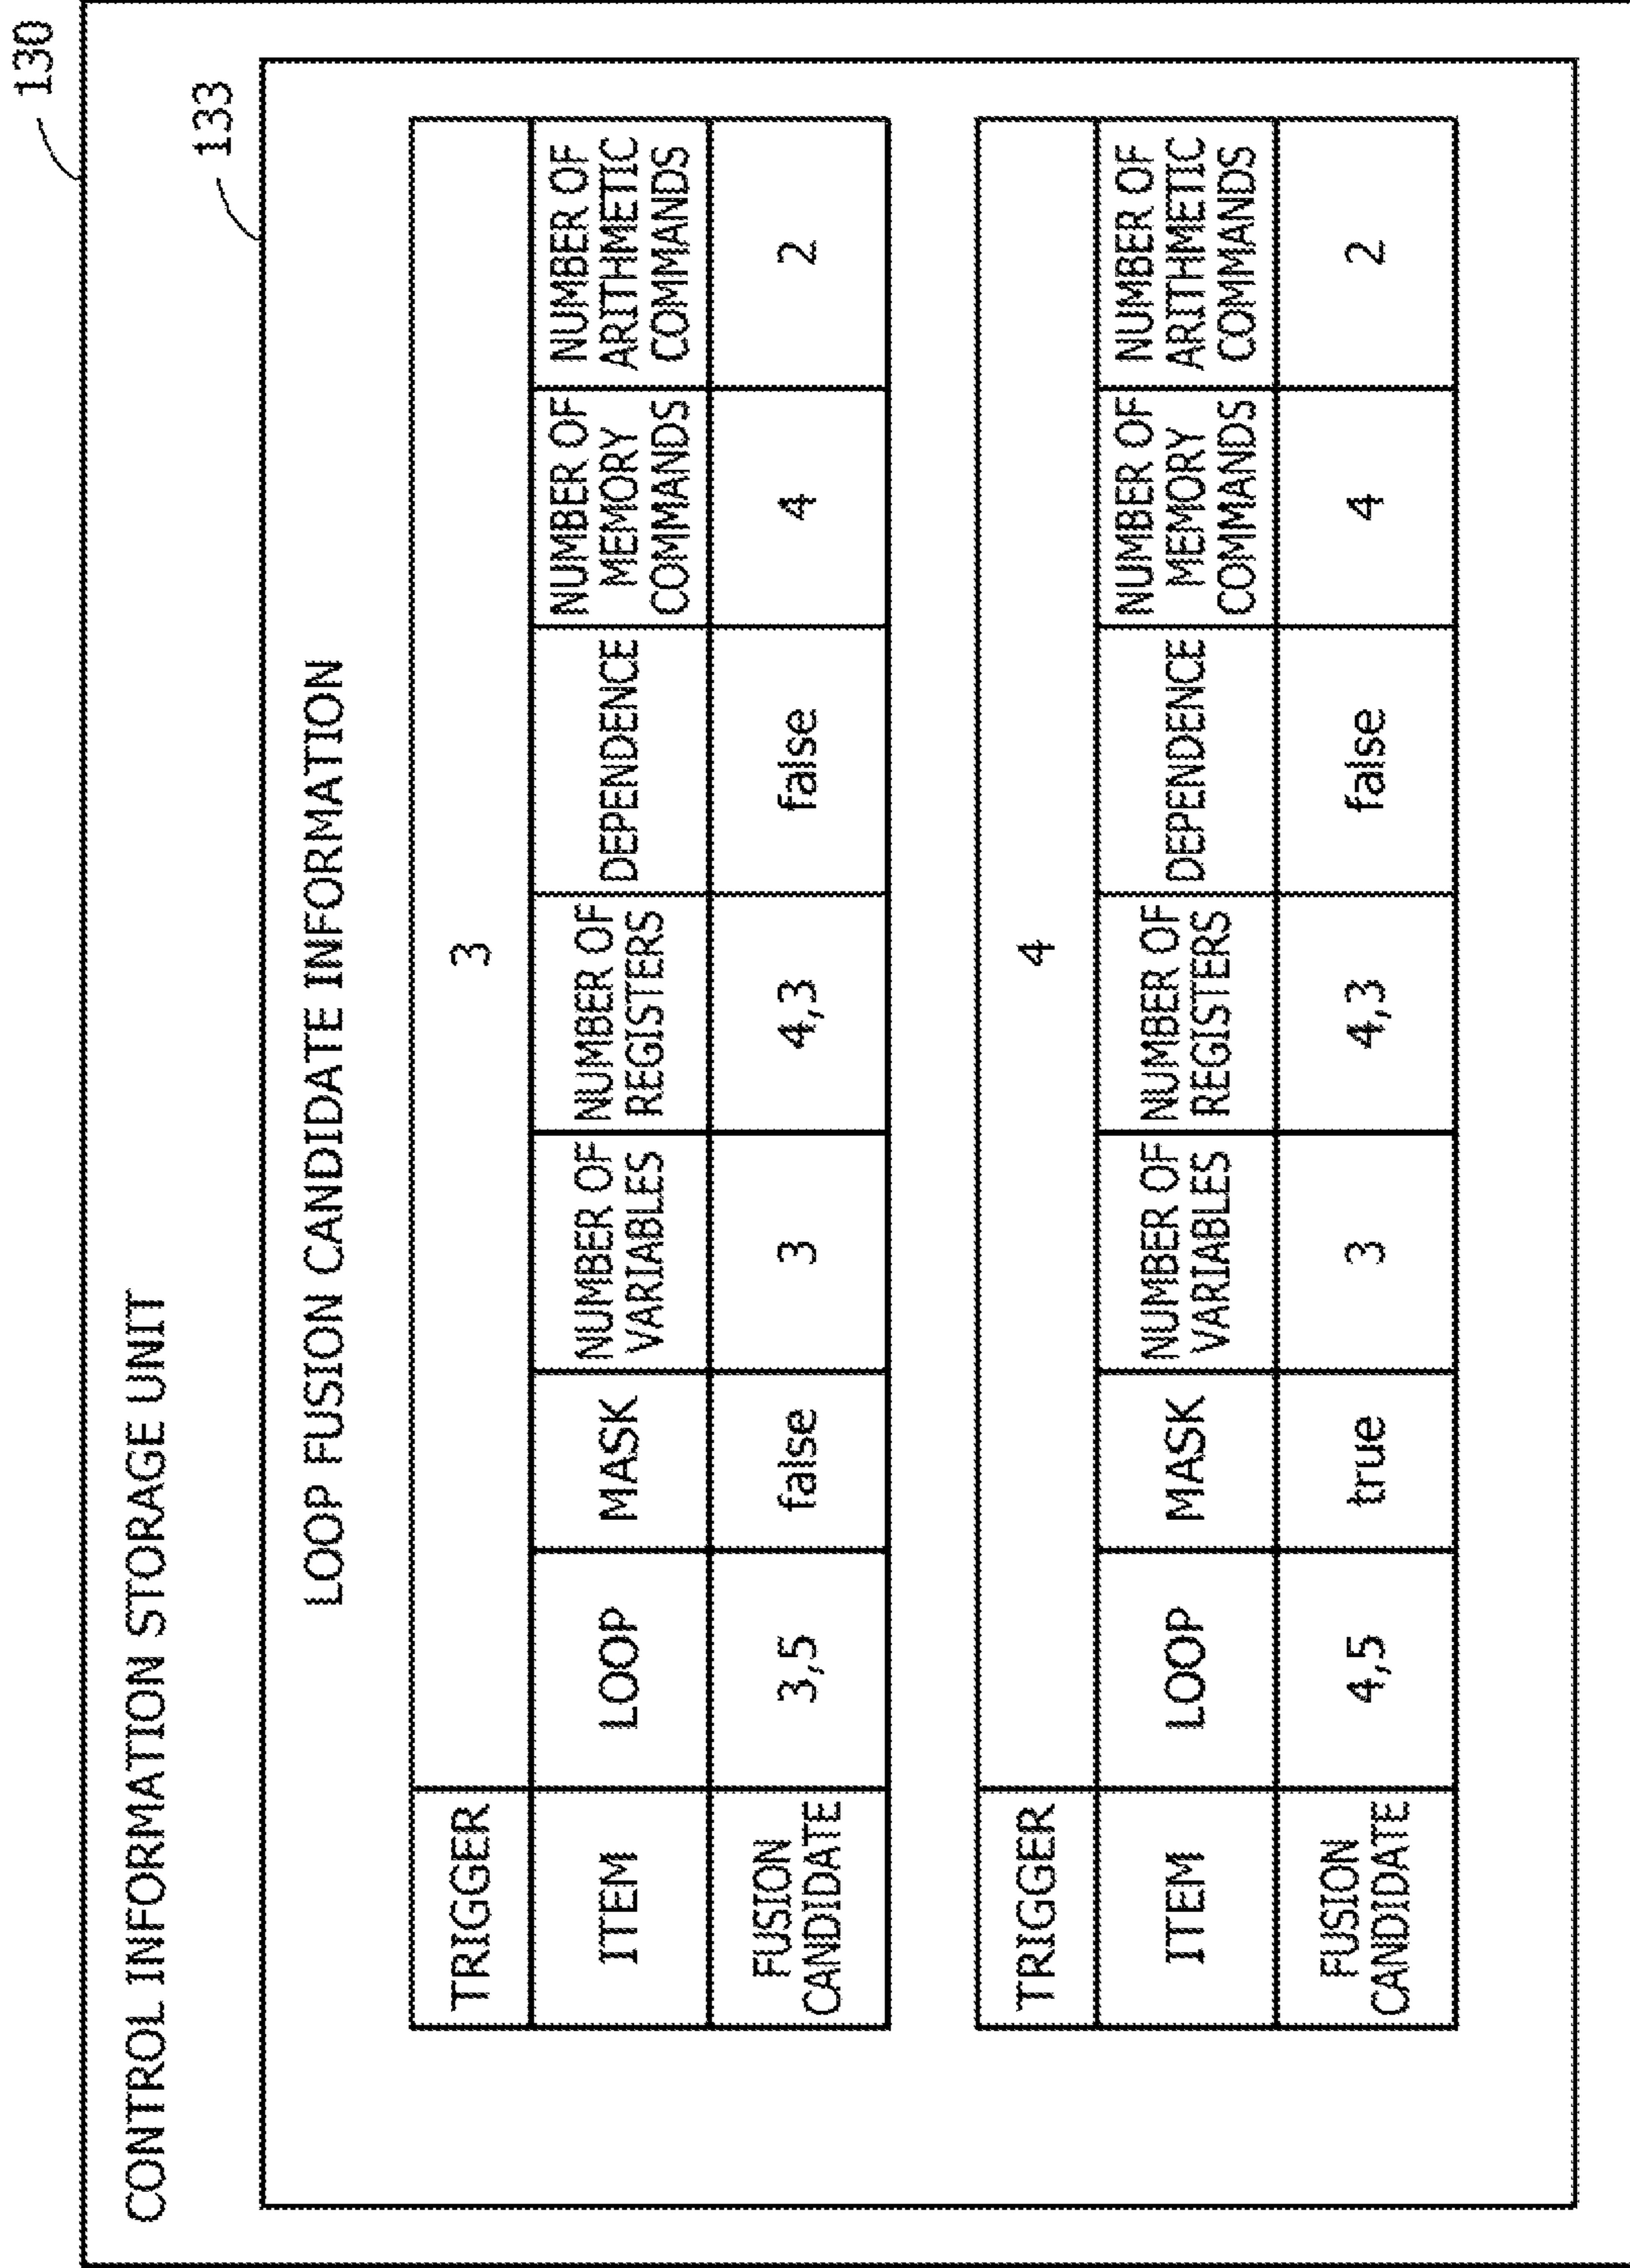 130
CONTROL INFORMATION STORAGE UNIT
133
LOOP FUSION CANDIDATE INFORMATION
TRIGGER
3
ITEM
LOOP
MASK
NUMBER OF
VARIABLES
NUMBER OF
REGISTERS
DEPENDENCE
NUMBER OF
MEMORY
COMMANDS
NUMBER OF
ARITHMETIC
COMMANDS
FUSION
CANDIDATE
3,5
false
3
4,3
false
4
2
TRIGGER
4
ITEM
LOOP
MASK
NUMBER OF
VARIABLES
NUMBER OF
REGISTERS
DEPENDENCE
NUMBER OF
MEMORY
COMMANDS
NUMBER OF
ARITHMETIC
COMMANDS
FUSION
CANDIDATE
4,5
true
3
4,3
false
4
2